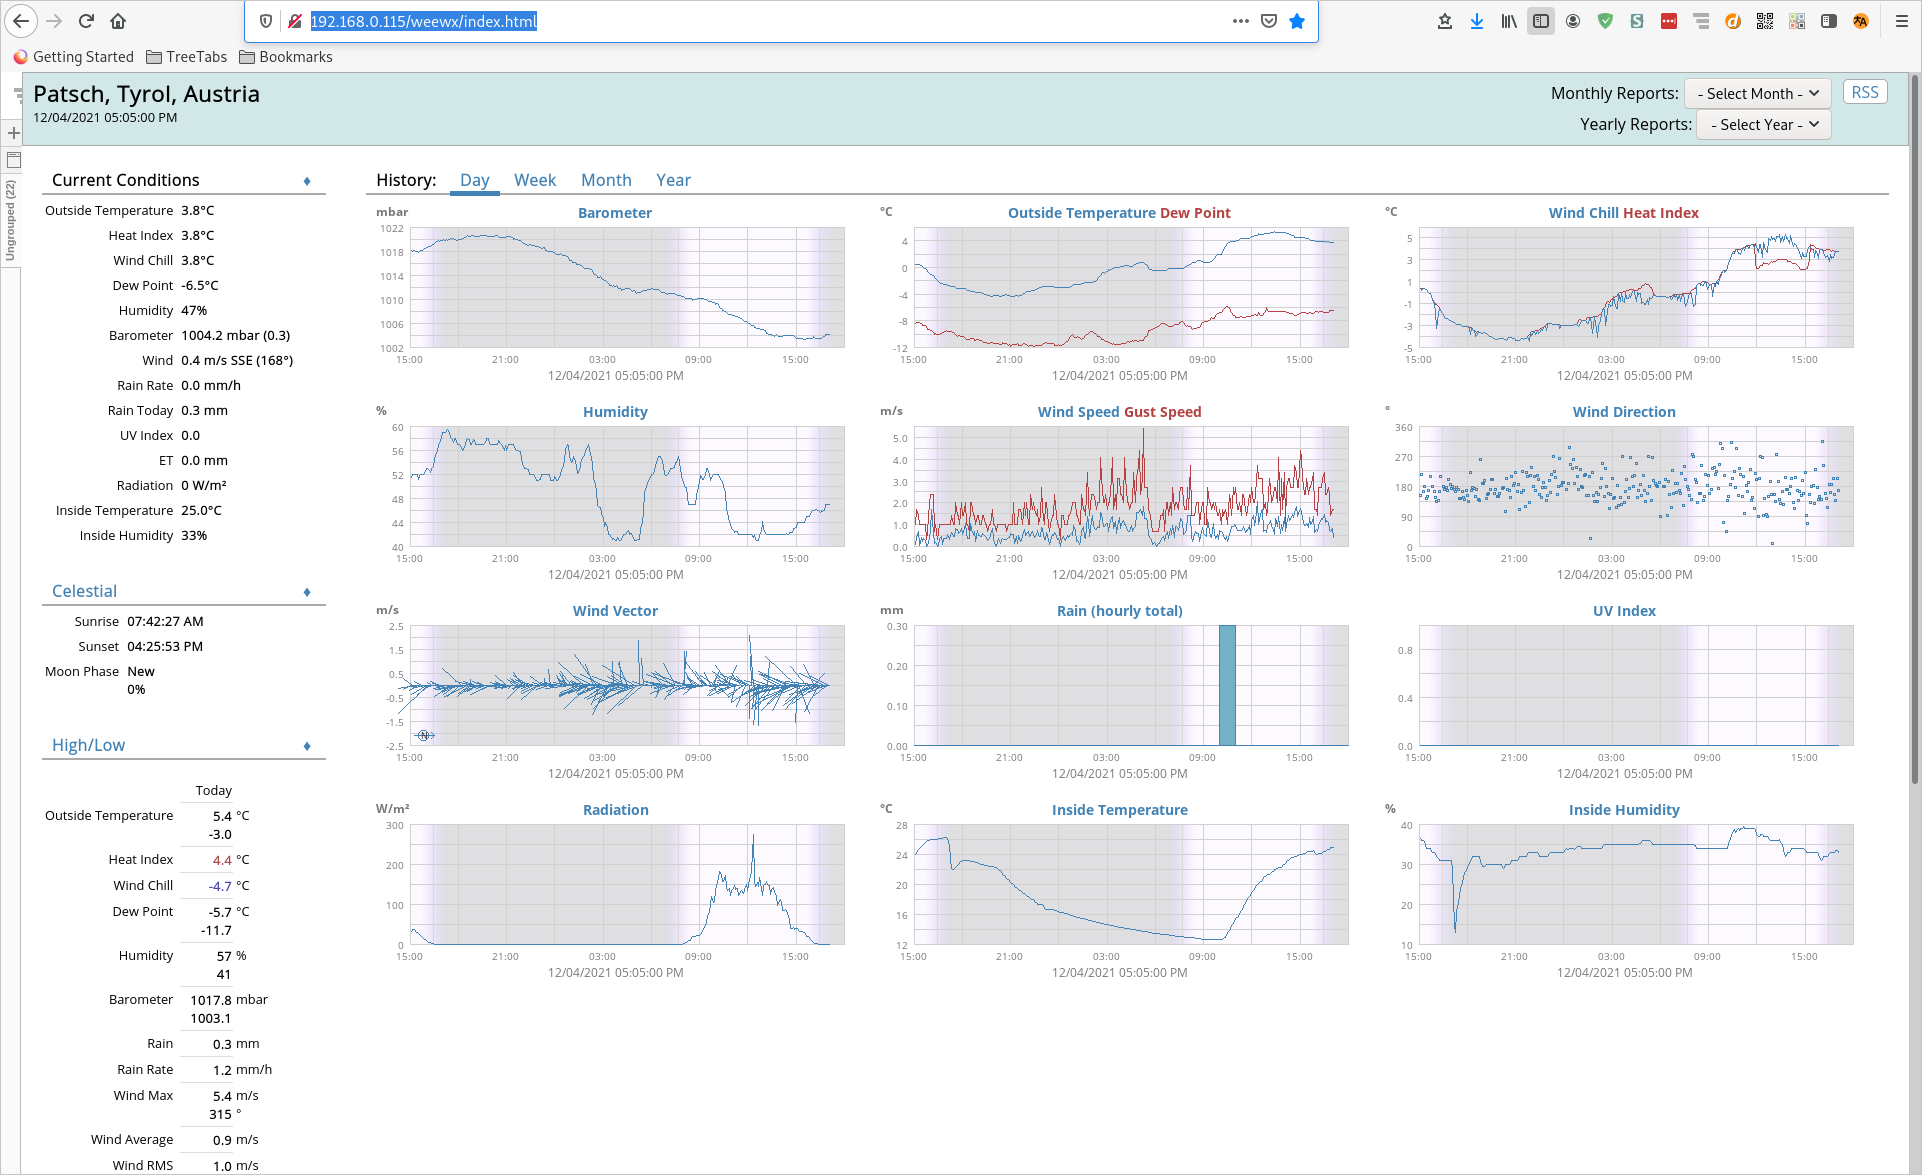 192.168.0.115/weewx/index.html
Getting Started TreeTabs Bookmarks
Patsch, Tyrol, Austria
12/04/2021 05:05:00 PM
Monthly Reports: - Select Month - RSS
Yearly Reports: - Select Year -
Ungrouped (22)
Current Conditions
Outside Temperature 3.8°C
Heat Index 3.8°C
Wind Chill 3.8°C
Dew Point -6.5°C
Humidity 47%
Barometer 1004.2 mbar (0.3)
Wind 0.4 m/s SSE (168°)
Rain Rate 0.0 mm/h
Rain Today 0.3 mm
UV Index 0.0
ET 0.0 mm
Radiation 0 W/m²
Inside Temperature 25.0°C
Inside Humidity 33%
Celestial
Sunrise 07:42:27 AM
Sunset 04:25:53 PM
Moon Phase New
0%
High/Low
Today
Outside Temperature 5.4 °C
-3.0
Heat Index 4.4 °C
Wind Chill -4.7 °C
Dew Point -5.7 °C
-11.7
Humidity 57 %
41
Barometer 1017.8 mbar
1003.1
Rain 0.3 mm
Rain Rate 1.2 mm/h
Wind Max 5.4 m/s
315 °
Wind Average 0.9 m/s
Wind RMS 1.0 m/s
History: Day Week Month Year
mbar Barometer
1022
1018
1014
1010
1006
1002
15:00 21:00 03:00 09:00 15:00
12/04/2021 05:05:00 PM
°C Outside Temperature Dew Point
4
0
-4
-8
-12
15:00 21:00 03:00 09:00 15:00
12/04/2021 05:05:00 PM
°C Wind Chill Heat Index
5
3
1
-1
-3
-5
15:00 03:00 09:00 15:00
12/04/2021 05:05:00 PM
% Humidity
60
56
52
48
44
40
15:00 21:00 03:00 09:00 15:00
12/04/2021 05:05:00 PM
m/s Wind Speed Gust Speed
5.0
4.0
3.0
2.0
1.0
0.0
15:00 21:00 03:00 09:00 15:00
12/04/2021 05:05:00 PM
° Wind Direction
360
270
180
90
0
15:00 21:00 03:00 09:00 15:00
12/04/2021 05:05:00 PM
m/s Wind Vector
2.5
1.5
0.5
-0.5
-1.5
-2.5
N
15:00 21:00 03:00 09:00 15:00
12/04/2021 05:05:00 PM
mm Rain (hourly total)
0.30
0.20
0.10
0.00
15:00 21:00 03:00 09:00 15:00
12/04/2021 05:05:00 PM
UV Index
0.8
0.4
0.0
15:00 21:00 03:00 09:00 15:00
12/04/2021 05:05:00 PM
W/m² Radiation
300
200
100
0
15:00 21:00 03:00 09:00 15:00
12/04/2021 05:05:00 PM
°C Inside Temperature
28
24
20
16
12
15:00 21:00 03:00 09:00 15:00
12/04/2021 05:05:00 PM
% Inside Humidity
40
30
20
10
15:00 21:00 03:00 09:00 15:00
12/04/2021 05:05:00 PM